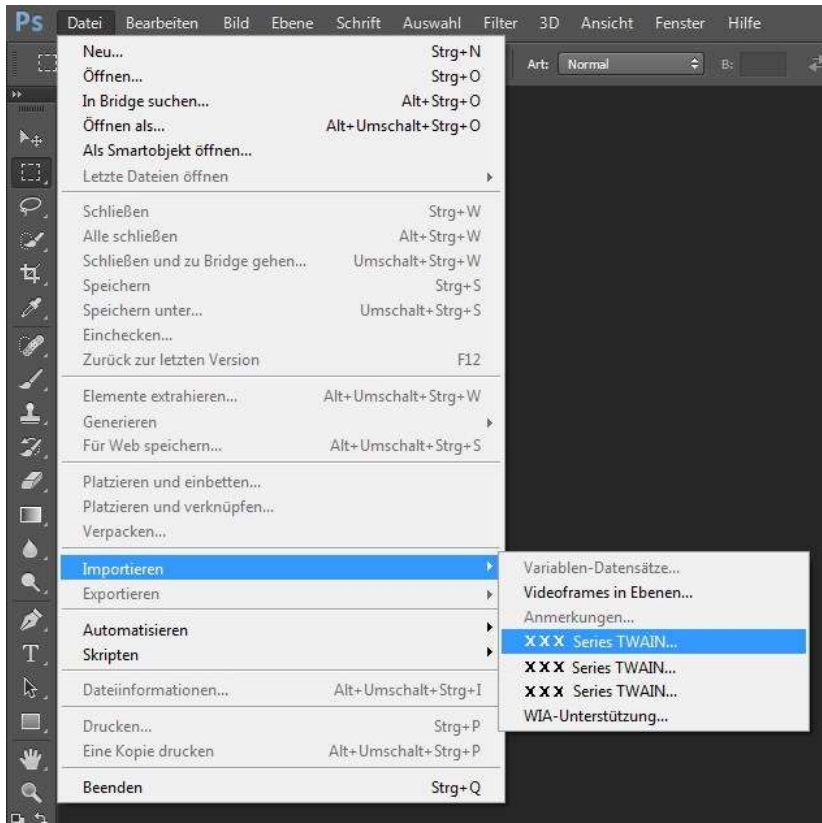 Ps Datei Bearbeiten Bild Ebene Schrift Auswahl Filter 3D Ansicht Fenster Hilfe
Art: Normal B:
Neu... Strg+N
Öffnen... Strg+O
In Bridge suchen... Alt+Strg+O
Öffnen als... Alt+Umschalt+Strg+O
Als Smartobjekt öffnen...
Letzte Dateien öffnen
Schließen Strg+W
Alle schließen Alt+Strg+W
Schließen und zu Bridge gehen... Umschalt+Strg+W
Speichern Strg+S
Speichern unter... Umschalt+Strg+S
Einchecken...
Zurück zur letzten Version F12
Elemente extrahieren... Alt+Umschalt+Strg+W
Generieren
Für Web speichern... Alt+Umschalt+Strg+S
Platzieren und einbetten...
Platzieren und verknüpfen...
Verpacken...
Importieren
Exportieren
Automatisieren
Skripten
Dateiinformationen... Alt+Umschalt+Strg+I
Drucken... Strg+P
Eine Kopie drucken Alt+Umschalt+Strg+P
Beenden Strg+Q
Variablen-Datensätze...
Videoframes in Ebenen...
Anmerkungen...
XXX Series TWAIN...
XXX Series TWAIN...
XXX Series TWAIN...
WIA-Unterstützung...